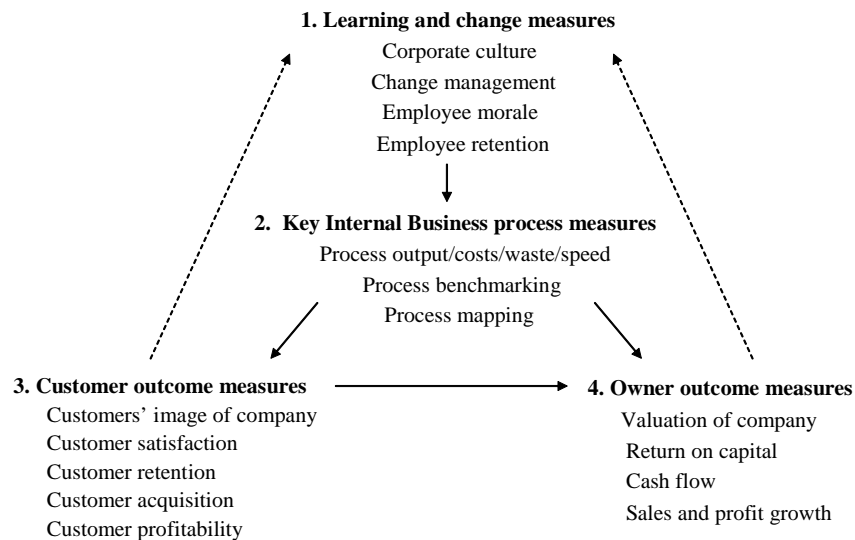 1. Learning and change measures
Corporate culture
Change management
Employee morale
Employee retention
2. Key Internal Business process measures
Process output/costs/waste/speed
Process benchmarking
Process mapping
3. Customer outcome measures
Customers’ image of company
Customer satisfaction
Customer retention
Customer acquisition
Customer profitability
4. Owner outcome measures
Valuation of company
Return on capital
Cash flow
Sales and profit growth